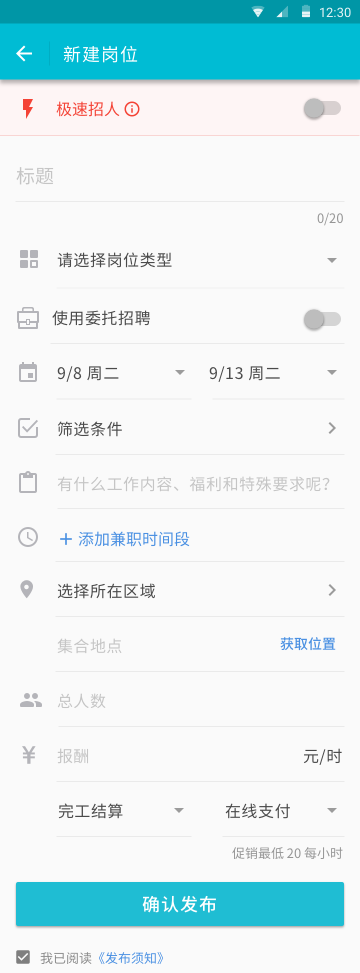 12:30
新建岗位
极速招人
标题
0/20
请选择岗位类型
使用委托招聘
9/8 周二 9/13 周二
筛选条件
有什么工作内容、福利和特殊要求呢?
+ 添加兼职时间段
选择所在区域
集合地点 获取位置
总人数
¥ 报酬 元/时
完工结算 在线支付
促销最低 20 每小时
确认发布
我已阅读《发布须知》